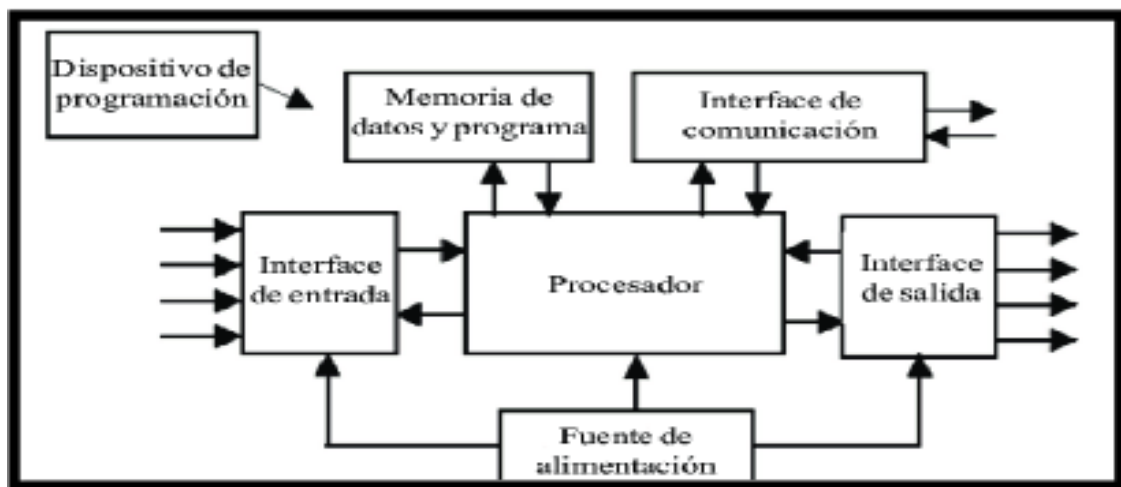 Dispositivo de
programación
Memoria de
datos y programa
Interface de
comunicación
Interface
de entrada
Procesador
Interface
de salida
Fuente de
alimentación